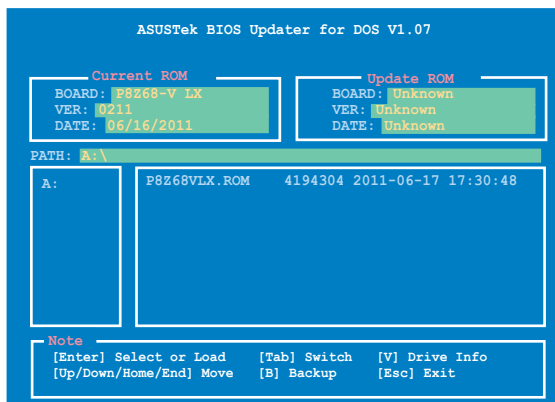 ASUSTek BIOS Updater for DOS V1.07
Current ROM
BOARD: P8Z68-V LX
VER: 0211
DATE: 06/16/2011
Update ROM
BOARD: Unknown
VER: Unknown
DATE: Unknown
PATH: A:\
A:
P8Z68VLX.ROM 4194304 2011-06-17 17:30:48
Note
[Enter] Select or Load [Tab] Switch [V] Drive Info
[Up/Down/Home/End] Move [B] Backup [Esc] Exit